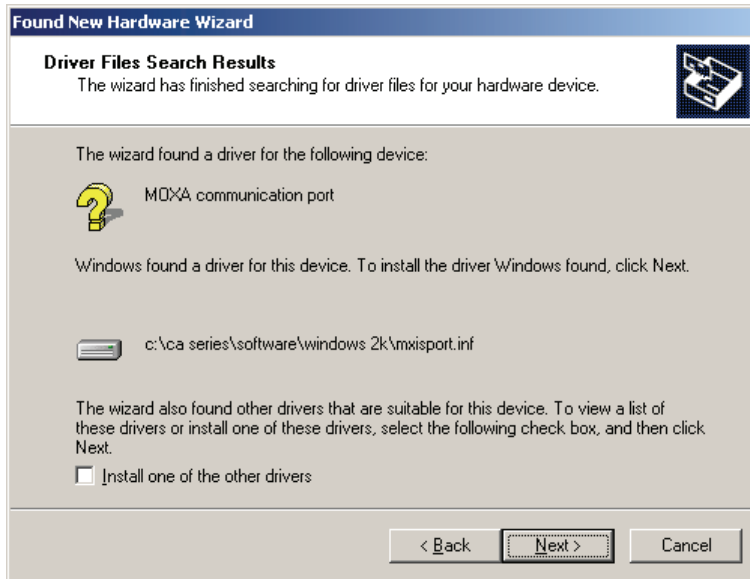 Found New Hardware Wizard
Driver Files Search Results
The wizard has finished searching for driver files for your hardware device.
The wizard found a driver for the following device:
MOXA communication port
Windows found a driver for this device. To install the driver Windows found, click Next.
c:\ca series\software\windows 2k\mxisport.inf
The wizard also found other drivers that are suitable for this device. To view a list of
these drivers or install one of these drivers, select the following check box, and then click
Next.
Install one of the other drivers
< Back Next > Cancel